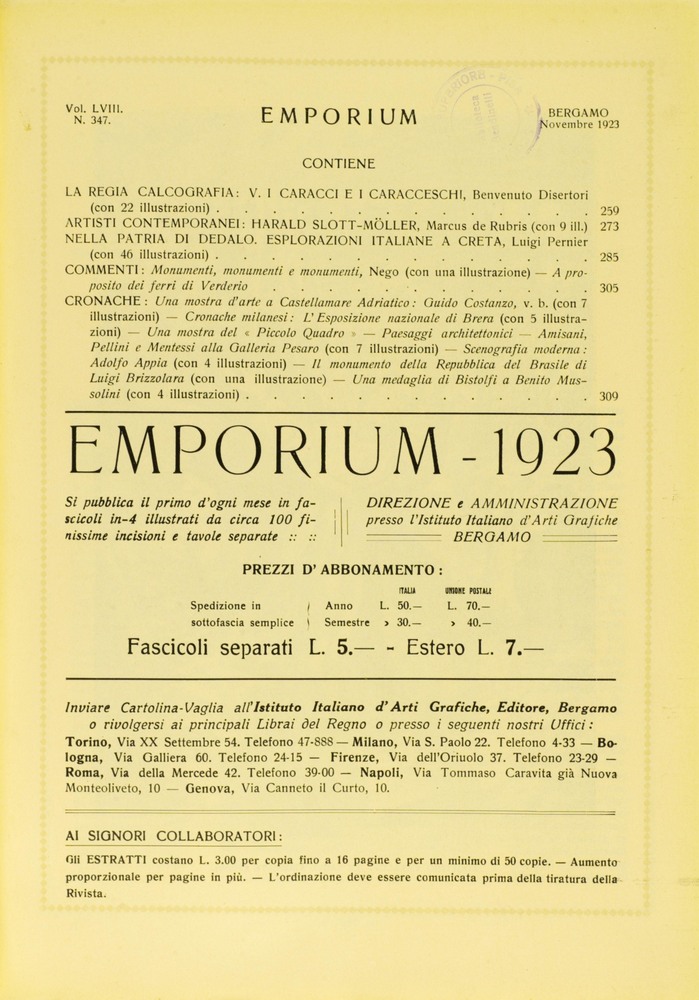 Vol. LVIII.
N. 347.
EMPORIUM
BERGAMO
Novembre 1923
CONTIENE
LA REGIA CALCOGRAFIA: V. I CARACCI E I CARACCESCHI, Benvenuto Disertori
(con 22 illustrazioni) . . . . . . . . . . . . . . 259
ARTISTI CONTEMPORANEI: HARALD SLOTT-MÖLLER, Marcus de Rubris (con 9 ill.) 273
NELLA PATRIA DI DEDALO. ESPLORAZIONI ITALIANE A CRETA, Luigi Pernier
(con 46 illustrazioni) . . . . . . . . . . . . . . 285
COMMENTI: Monumenti, monumenti e monumenti, Nego (con una illustrazione) — A pro-
posito dei ferri di Verderio . . . . . . . . . . . . 305
CRONACHE: Una mostra d'arte a Castellamare Adriatico: Guido Costanzo, v. b. (con 7
illustrazioni) — Cronache milanesi: L'Esposizione nazionale di Brera (con 5 illustra-
zioni) — Una mostra del « Piccolo Quadro » — Paesaggi architettonici — Amisani,
Pellini e Mentessi alla Galleria Pesaro (con 7 illustrazioni) — Scenografia moderna:
Adolfo Appia (con 4 illustrazioni) — Il monumento della Repubblica del Brasile di
Luigi Brizzolara (con una illustrazione) — Una medaglia di Bistolfi a Benito Mus-
solini (con 4 illustrazioni) . . . . . . . . . . . . . 309
EMPORIUM - 1923
Si pubblica il primo d'ogni mese in fa-
scicoli in-4 illustrati da circa 100 fi-
nissime incisioni e tavole separate :: ::
DIREZIONE e AMMINISTRAZIONE
presso l'Istituto Italiano d'Arti Grafiche
BERGAMO
PREZZI D'ABBONAMENTO:
ITALIA UNIONE POSTALE
Spedizione in Anno L. 50.— L. 70.—
sottofascia semplice Semestre » 30.— » 40.—
Fascicoli separati L. 5.— - Estero L. 7.—
Inviare Cartolina-Vaglia all'Istituto Italiano d'Arti Grafiche, Editore, Bergamo
o rivolgersi ai principali Librai del Regno o presso i seguenti nostri Uffici:
Torino, Via XX Settembre 54. Telefono 47-888 — Milano, Via S. Paolo 22. Telefono 4-33 — Bo-
logna, Via Galliera 60. Telefono 24-15 — Firenze, Via dell'Oriuolo 37. Telefono 23-29 —
Roma, Via della Mercede 42. Telefono 39-00 — Napoli, Via Tommaso Caravita già Nuova
Monteoliveto, 10 — Genova, Via Canneto il Curto, 10.
AI SIGNORI COLLABORATORI:
Gli ESTRATTI costano L. 3.00 per copia fino a 16 pagine e per un minimo di 50 copie. — Aumento
proporzionale per pagine in più. — L'ordinazione deve essere comunicata prima della tiratura della
Rivista.